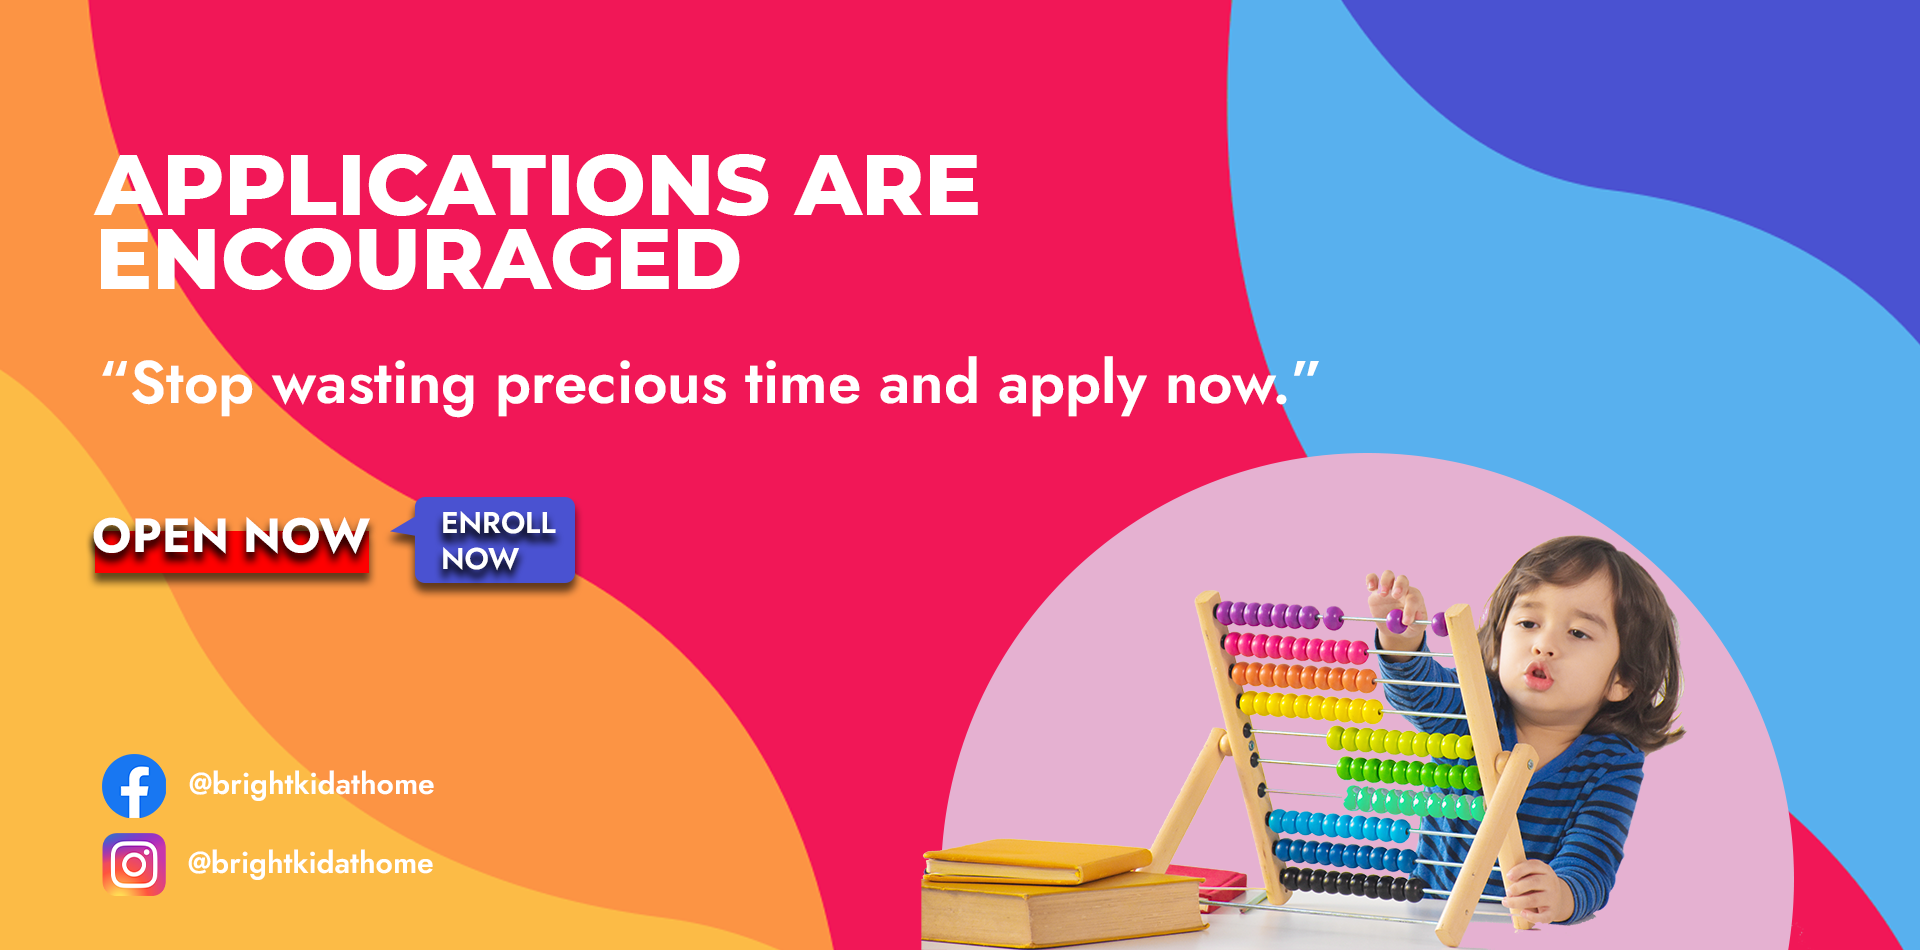 APPLICATIONS ARE
ENCOURAGED
“Stop wasting precious time and apply now.”
OPEN NOW
ENROLL
NOW
@brightkidathome
@brightkidathome